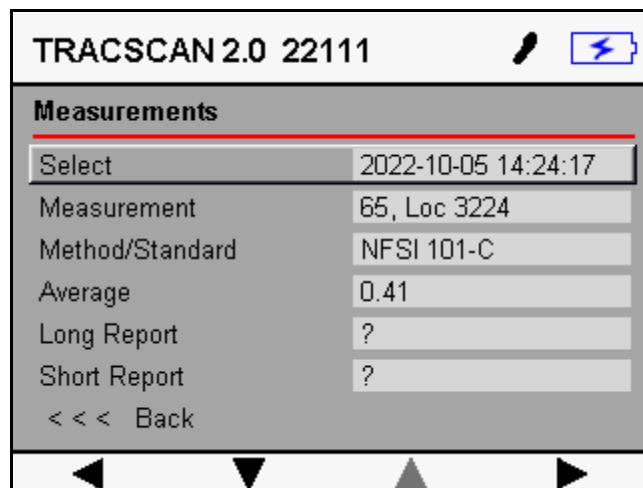 TRACSCAN 2.0 22111
Measurements
Select 2022-10-05 14:24:17
Measurement 65, Loc 3224
Method/Standard NFSI 101-C
Average 0.41
Long Report ?
Short Report ?
< < < Back